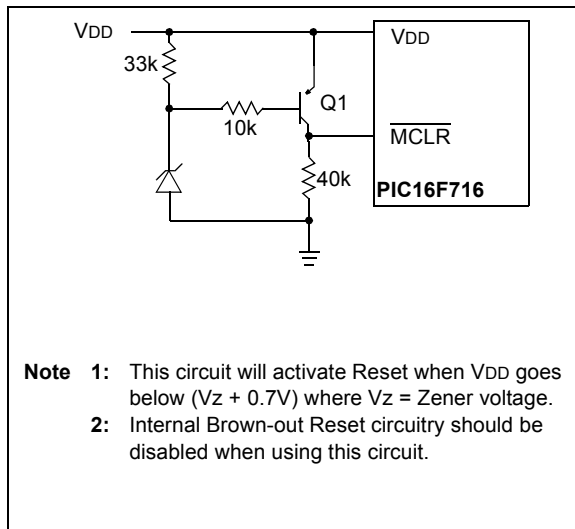 VDD
VDD
33k
Q1
10k
MCLR
40k
PIC16F716
Note 1: This circuit will activate Reset when VDD goes
below (Vz + 0.7V) where Vz = Zener voltage.
2: Internal Brown-out Reset circuitry should be
disabled when using this circuit.